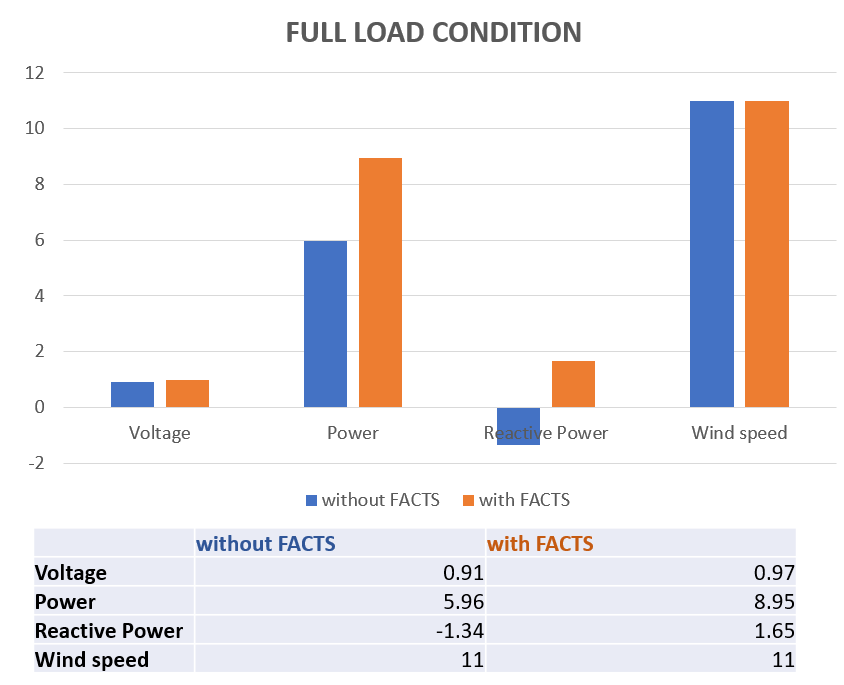 FULL LOAD CONDITION
12
10
8
6
4
2
0
-2
Voltage Power Reactive Power Wind speed
without FACTS with FACTS
without FACTS with FACTS
Voltage 0.91 0.97
Power 5.96 8.95
Reactive Power -1.34 1.65
Wind speed 11 11